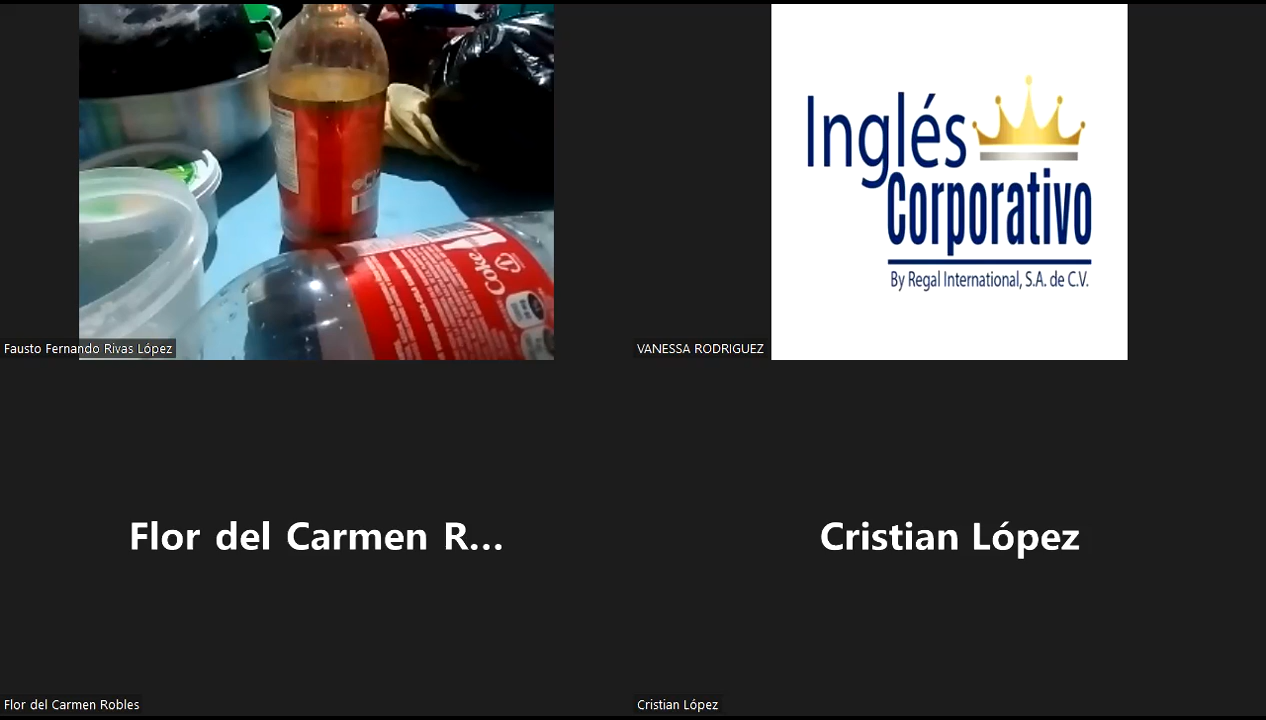 Coke
Fausto Fernando Rivas López
Inglés
Corporativo
By Regal International, S.A. de C.V.
VANESSA RODRIGUEZ
Flor del Carmen R...
Cristian López
Flor del Carmen Robles
Cristian López